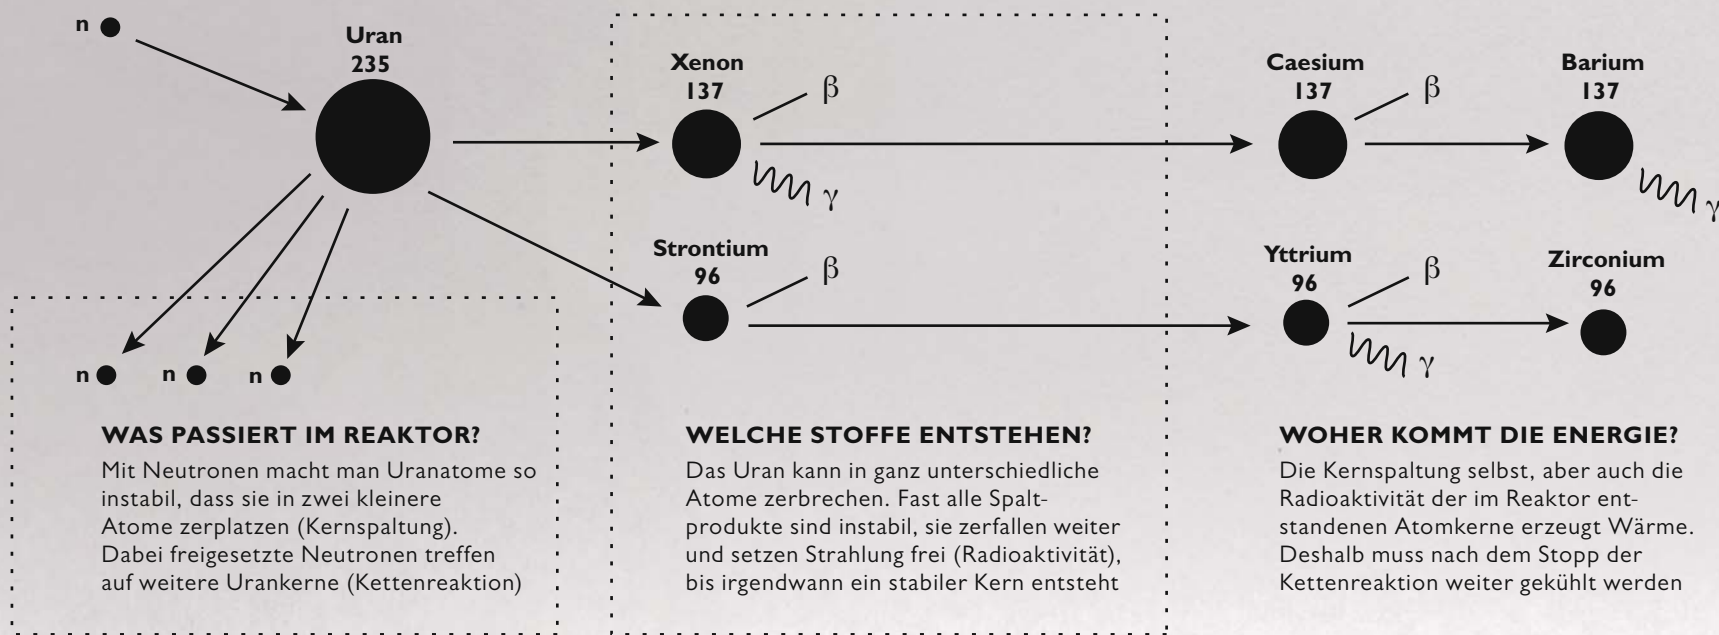 n
Uran
235
Xenon
137
β
γ
Caesium
137
β
Barium
137
γ
Strontium
96
β
Yttrium
96
β
γ
Zirconium
96
n
n
n
WAS PASSIERT IM REAKTOR?
Mit Neutronen macht man Uranatome so
instabil, dass sie in zwei kleinere
Atome zerplatzen (Kernspaltung).
Dabei freigesetzte Neutronen treffen
auf weitere Urankerne (Kettenreaktion)
WELCHE STOFFE ENTSTEHEN?
Das Uran kann in ganz unterschiedliche
Atome zerbrechen. Fast alle Spalt-
produkte sind instabil, sie zerfallen weiter
und setzen Strahlung frei (Radioaktivität),
bis irgendwann ein stabiler Kern entsteht
WOHER KOMMT DIE ENERGIE?
Die Kernspaltung selbst, aber auch die
Radioaktivität der im Reaktor ent-
standenen Atomkerne erzeugt Wärme.
Deshalb muss nach dem Stopp der
Kettenreaktion weiter gekühlt werden